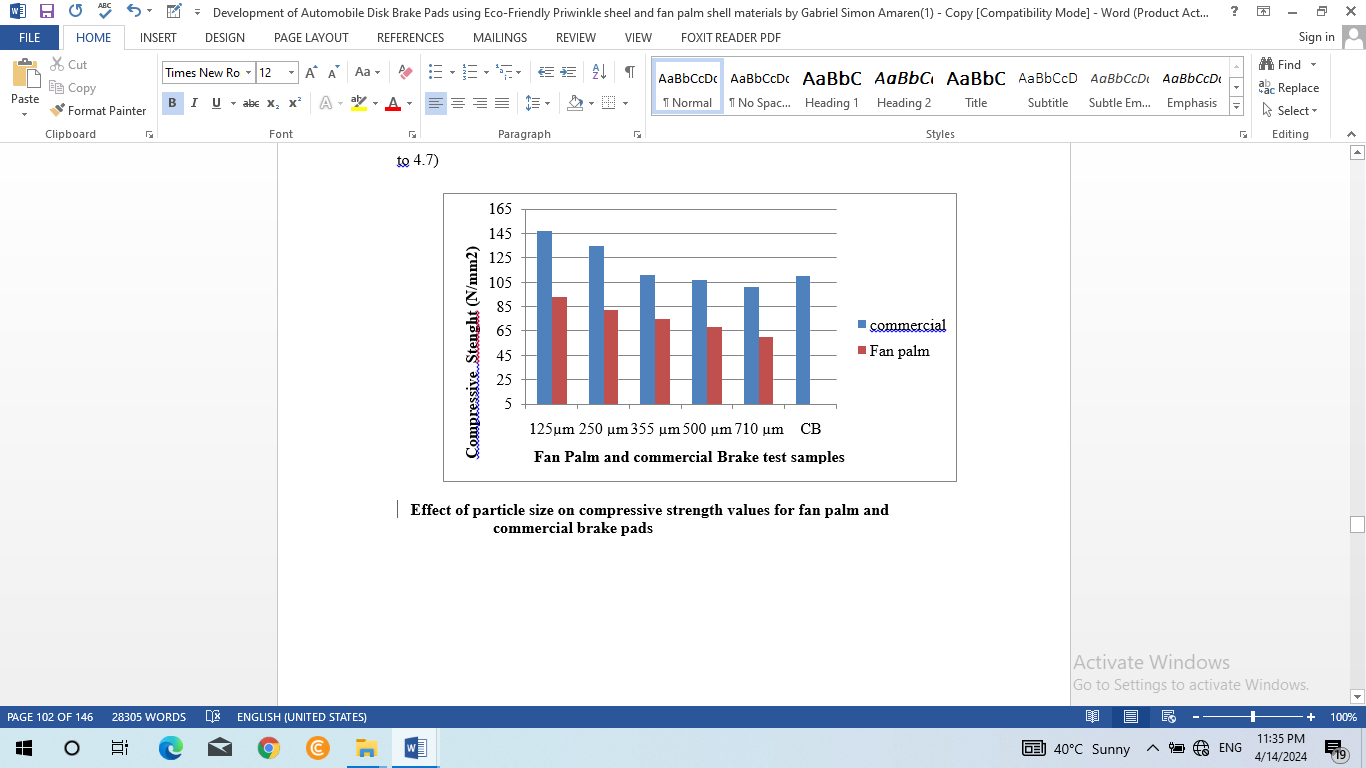 Development of Automobile Disk Brake Pads using Eco-Friendly Priwinkle sheel and fan palm shell materials by Gabriel Simon Amaren(1) - Copy [Compatibility Mode] - Word (Product Act...
FILE HOME INSERT DESIGN PAGE LAYOUT REFERENCES MAILINGS REVIEW VIEW FOXIT READER PDF Sign in
Paste
Cut
Copy
Format Painter
Clipboard
Times New Ro 12
Font
Paragraph
AaBbCcDc AaBbCcDc AaBbC AaBbCc AaBbC AaBbCcD AaBbCcDc AaBbCcDc
¶ Normal ¶ No Spac... Heading 1 Heading 2 Title Subtitle Subtle Em... Emphasis
Styles
Find
Replace
Select
Editing
to 4.7)
Compressive Stenght (N/mm2)
165
145
125
105
85
65
45
25
5
125µm 250 µm 355 µm 500 µm 710 µm CB
Fan Palm and commercial Brake test samples
commercial
Fan palm
Effect of particle size on compressive strength values for fan palm and
commercial brake pads
Activate Windows
Go to Settings to activate Windows.
PAGE 102 OF 146 28305 WORDS ENGLISH (UNITED STATES) 100%
40°C Sunny ENG
11:35 PM
4/14/2024
19